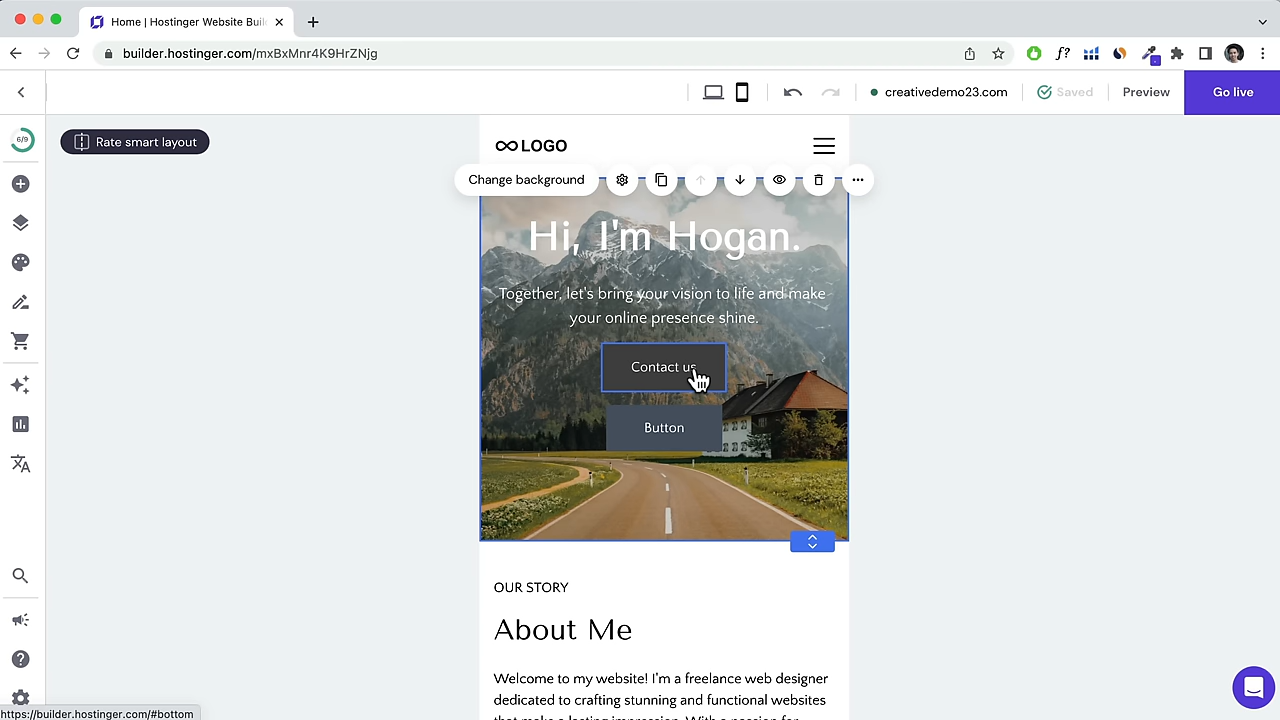 Home | Hostinger Website Buil
builder.hostinger.com/mxBxMnr4K9HrZNjg
f?
creativedemo23.com
Saved
Preview
Go live
6/9
Rate smart layout
LOGO
Change background
Hi, I'm Hogan.
Together, let's bring your vision to life and make
your online presence shine.
Contact us
Button
OUR STORY
About Me
Welcome to my website! I'm a freelance web designer
dedicated to crafting stunning and functional websites
that make a lasting impression. With a passion for
https://builder.hostinger.com/#bottom